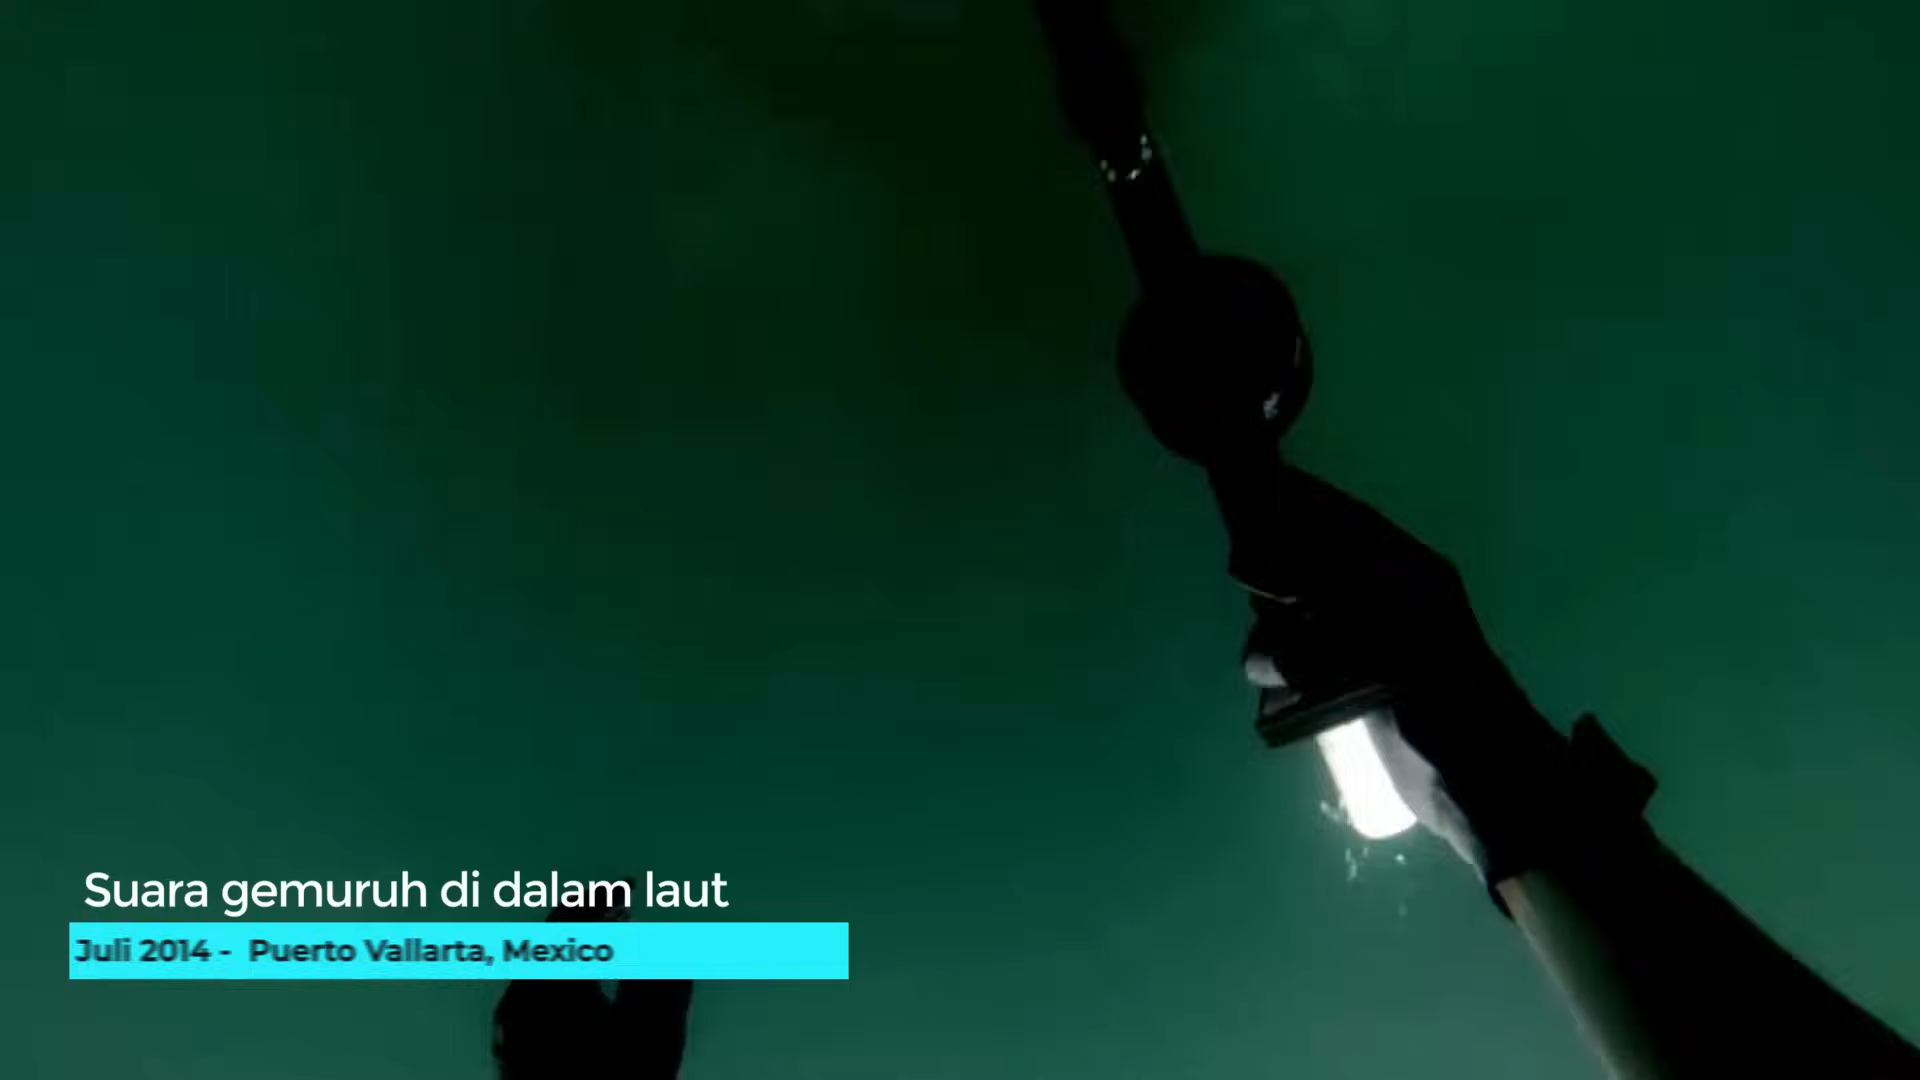 Suara gemuruh di dalam laut
Juli 2014 - Puerto Vallarta, Mexico